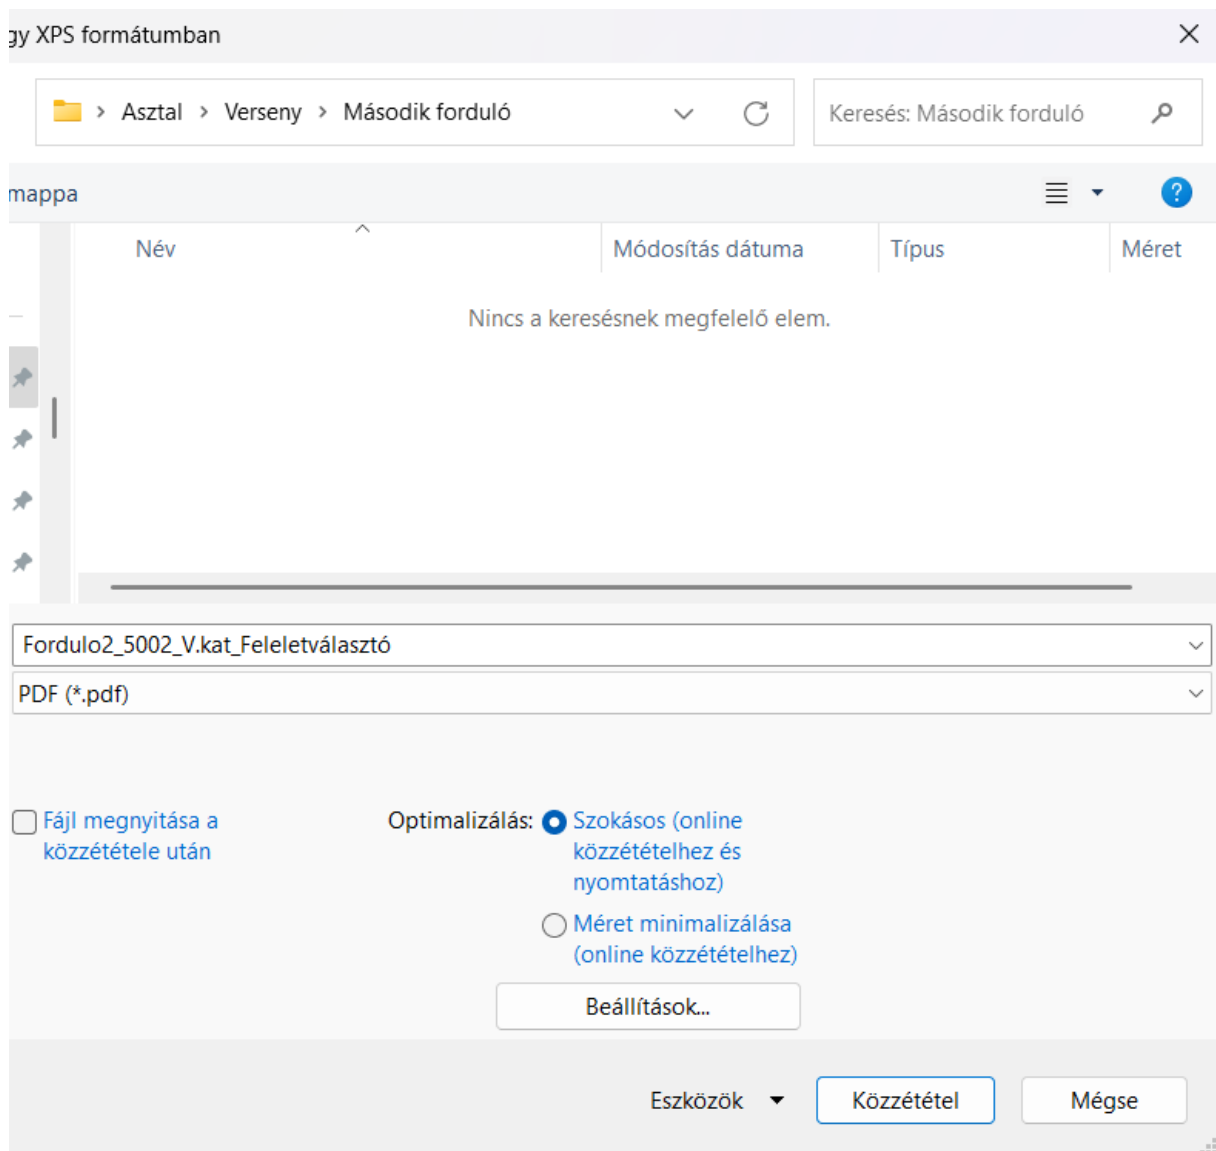 gy XPS formátumban
Asztal > Verseny > Második forduló
Keresés: Második forduló
mappa
?
Név
Módosítás dátuma
Típus
Méret
Nincs a keresésnek megfelelő elem.
Fordulo2_5002_V.kat_Feleletválasztó
PDF (*.pdf)
Fájl megnyitása a
közzététele után
Optimalizálás:
Szokásos (online
közzétételhez és
nyomtatáshoz)
Méret minimalizálása
(online közzétételhez)
Beállítások...
Eszközök
Közzététel
Mégse